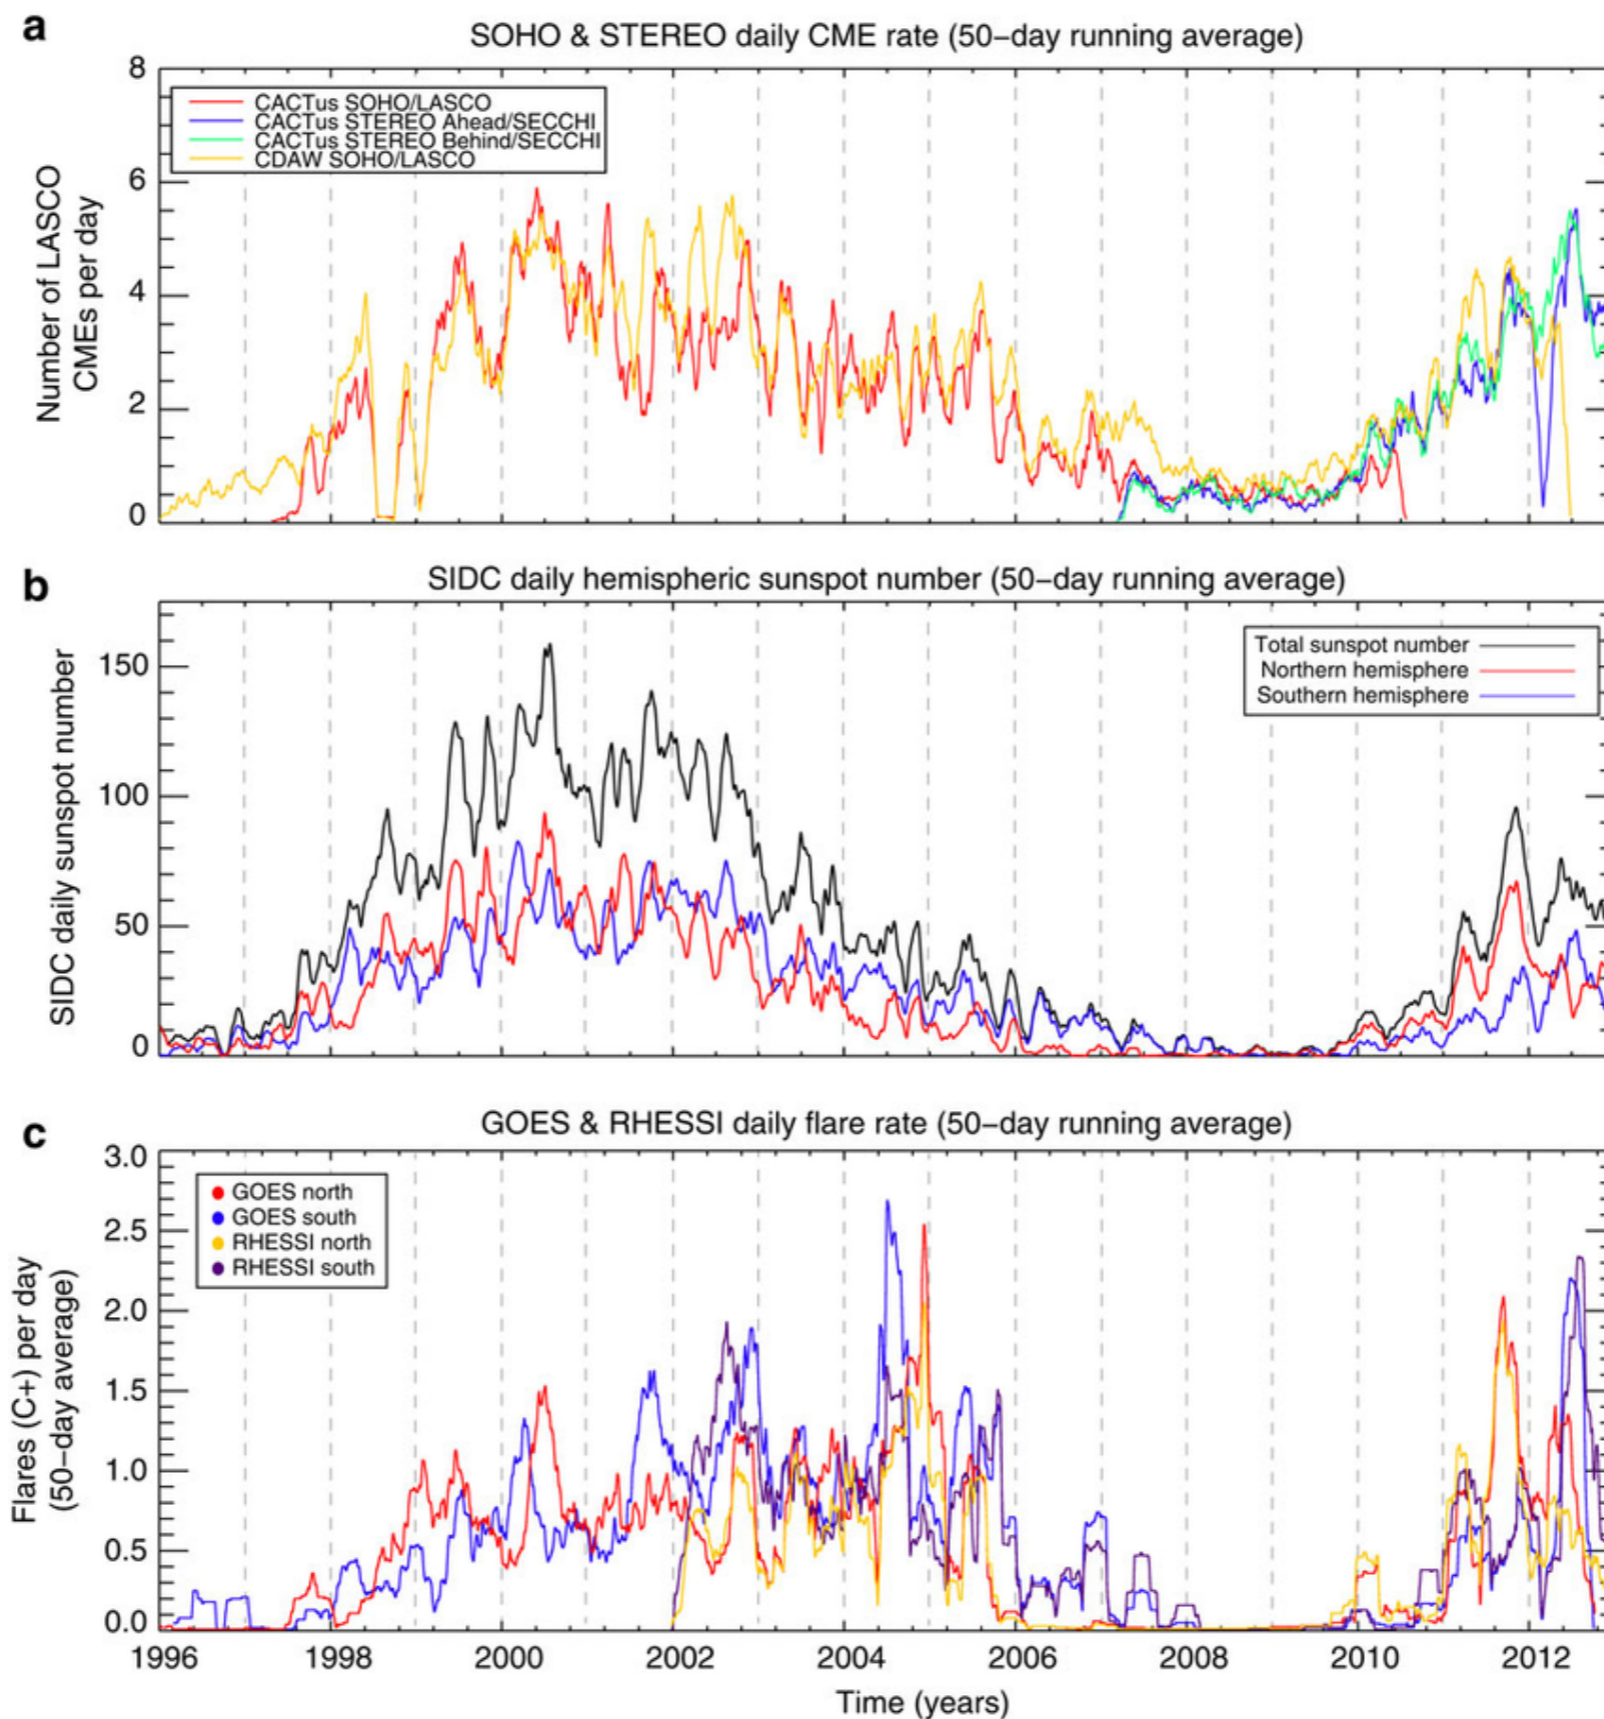 a
SOHO & STEREO daily CME rate (50−day running average)
8
6
4
2
0
Number of LASCO
CMEs per day
CACTus SOHO/LASCO
CACTus STEREO Ahead/SECCHI
CACTus STEREO Behind/SECCHI
CDAW SOHO/LASCO
b
SIDC daily hemispheric sunspot number (50−day running average)
150
100
50
0
SIDC daily sunspot number
Total sunspot number
Northern hemisphere
Southern hemisphere
c
GOES & RHESSI daily flare rate (50−day running average)
3.0
2.5
2.0
1.5
1.0
0.5
0.0
Flares (C+) per day
(50−day average)
GOES north
GOES south
RHESSI north
RHESSI south
1996 1998 2000 2002 2004 2006 2008 2010 2012
Time (years)